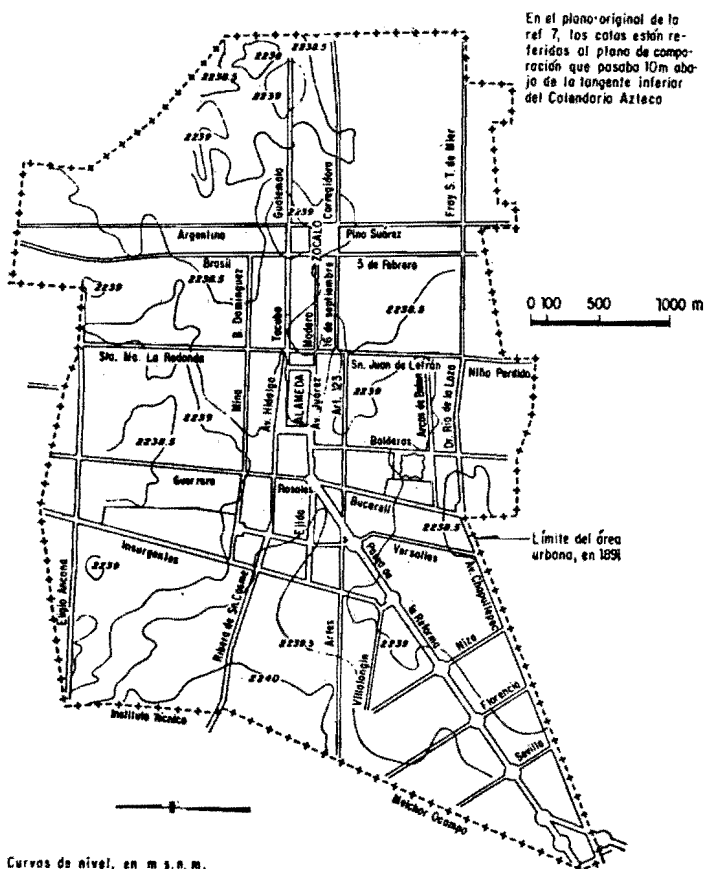 En el plano original de la
ref 7, las cotas están re-
feridas al plano de compa-
ración que pasaba 10m aba-
jo de la tangente inferior
del Calendario Azteca
2238
2238.5
2238.5
2239
2239
Guatemala
Corregidora
Fray S. T. de Mier
2239
Argentina
ZOCALO
Pino Suárez
Brasil
5 de Febrero
2239
2238.5
B. Domínguez
Tacuba
Madero
16 de septiembre
2238.5
0 100 500 1000 m
Sta. Ma. La Redonda
Sn. Juan de Letrán
Niño Perdido
Mina
Av. Hidalgo
ALAMEDA
Av. Juárez
Art. 123
2239
Arcos de Belén
Dr. Río de la Loza
2239
2238.5
Balderas
Guerrero
Rosales
Bucareli
2238.5
Ejido
Versalles
Límite del área
urbana, en 1891
Insurgentes
2239
Eligio Ancona
Ribera de Sn. Cosme
Paseo de
la Reforma
Av. Chapultepec
2238.5
Artes
2238
Niza
Villalongín
2240
Florencia
Instituto Técnico
Sevilla
Melchor Ocampo
Curvas de nivel, en m s.n.m.